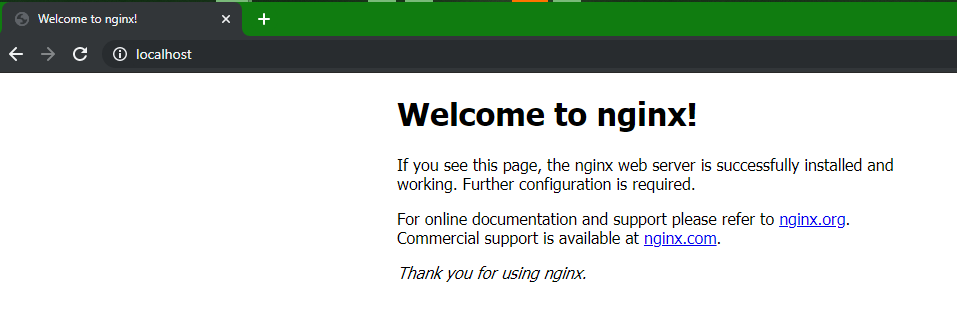 Welcome to nginx!
localhost
Welcome to nginx!
If you see this page, the nginx web server is successfully installed and
working. Further configuration is required.
For online documentation and support please refer to nginx.org.
Commercial support is available at nginx.com.
Thank you for using nginx.